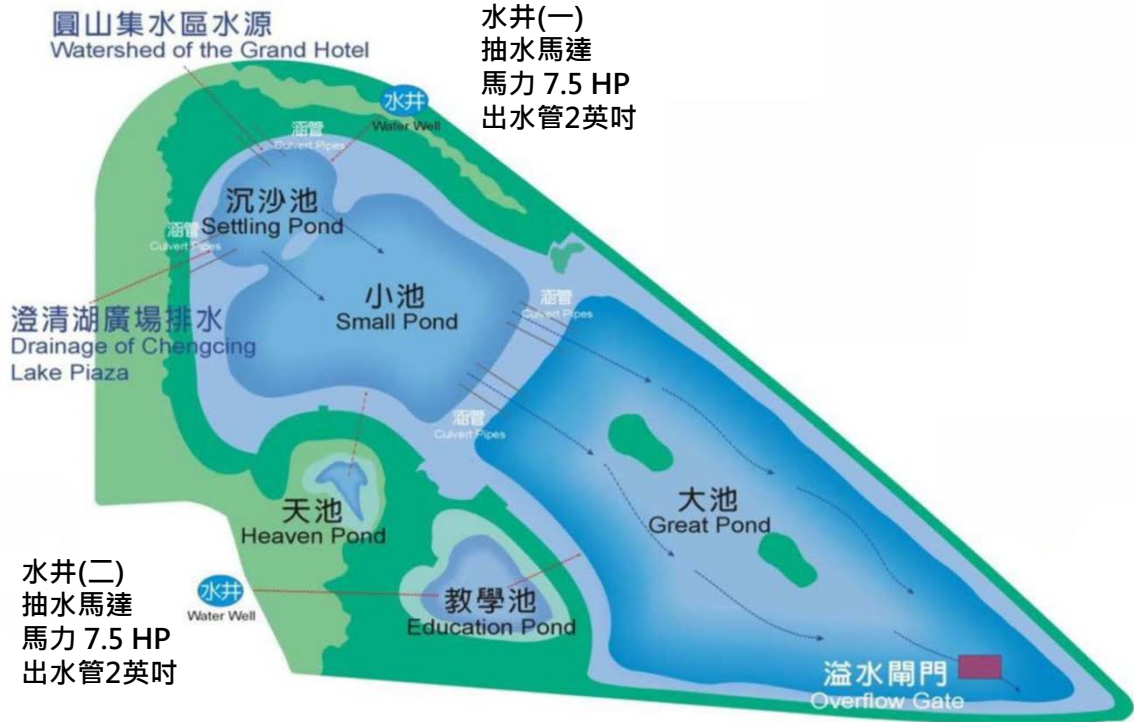 圓山集水區水源
Watershed of the Grand Hotel
水井(一)
抽水馬達
馬力 7.5 HP
出水管2英吋
水井
Water Well
涵管
Culvert Pipes
沉沙池
Settling Pond
涵管
Culvert Pipes
小池
Small Pond
涵管
Culvert Pipes
澄清湖廣場排水
Drainage of Chengcing
Lake Piaza
涵管
Culvert Pipes
大池
Great Pond
天池
Heaven Pond
水井(二)
抽水馬達
馬力 7.5 HP
出水管2英吋
水井
Water Well
教學池
Education Pond
溢水閘門
Overflow Gate